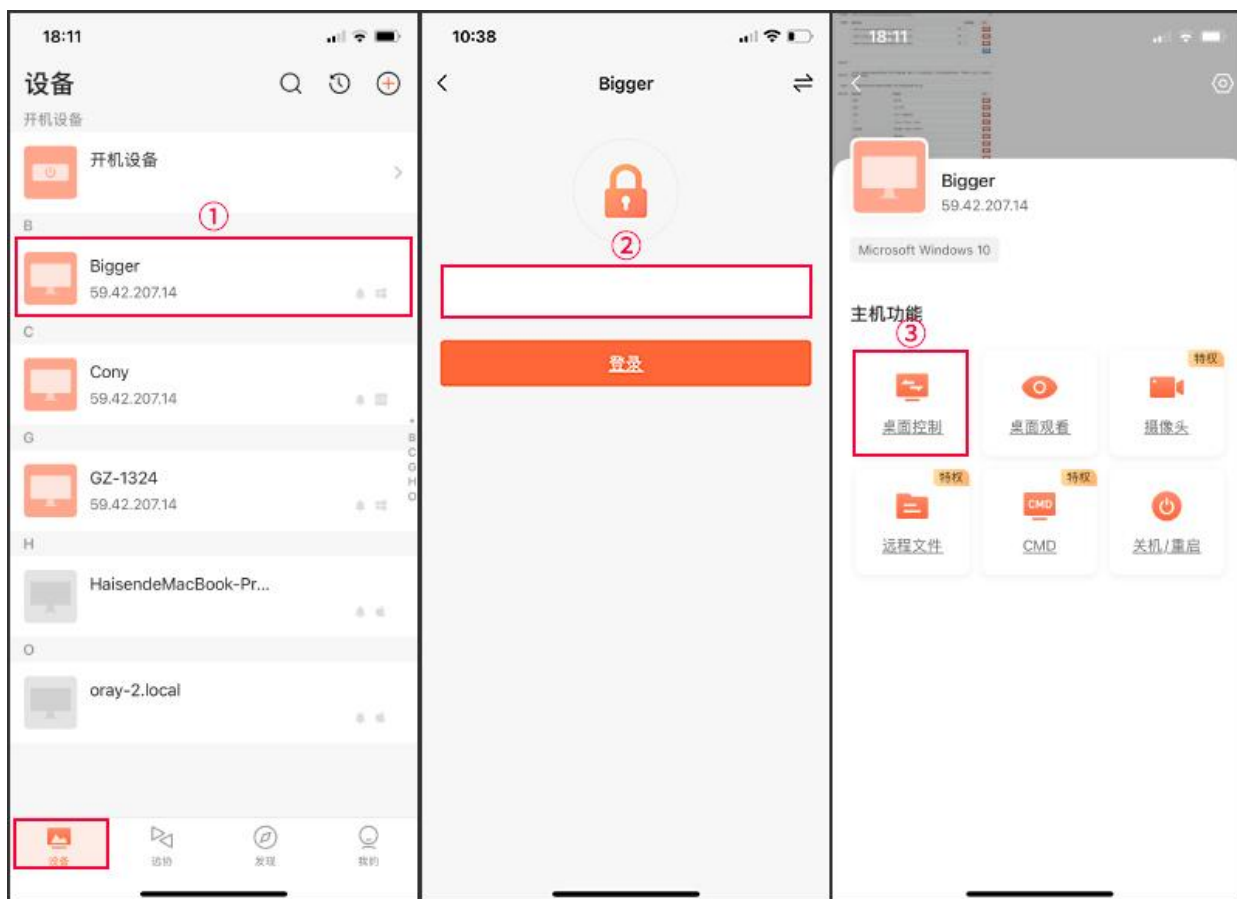 18:11
设备
开机设备
开机设备
①
B
Bigger
59.42.207.14
C
Cony
59.42.207.14
G
GZ-1324
59.42.207.14
H
HaisendeMacBook-Pr...
O
oray-2.local
B
C
G
H
O
设备
远协
发现
我的
10:38
Bigger
②
登录
18:11
Bigger
59.42.207.14
Microsoft Windows 10
主机功能
③
特权
桌面控制
桌面观看
摄像头
特权
特权
CMD
远程文件
CMD
关机/重启